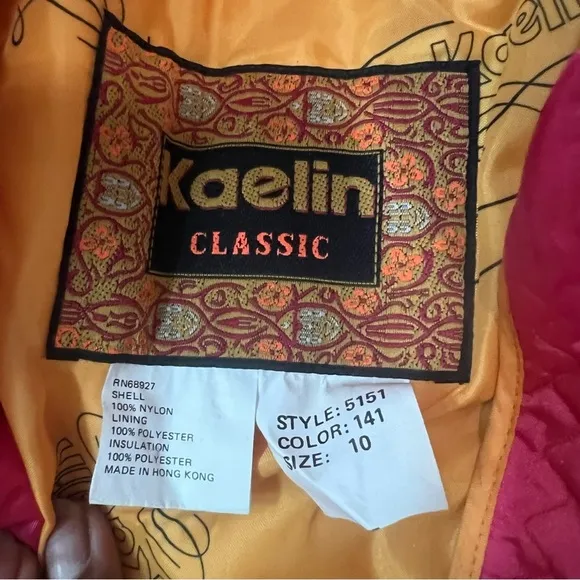 Kaelin
Kaelin
CLASSIC
RN68927
SHELL
100% NYLON
LINING
100% POLYESTER
INSULATION
100% POLYESTER
MADE IN HONG KONG
STYLE: 5151
COLOR: 141
SIZE: 10